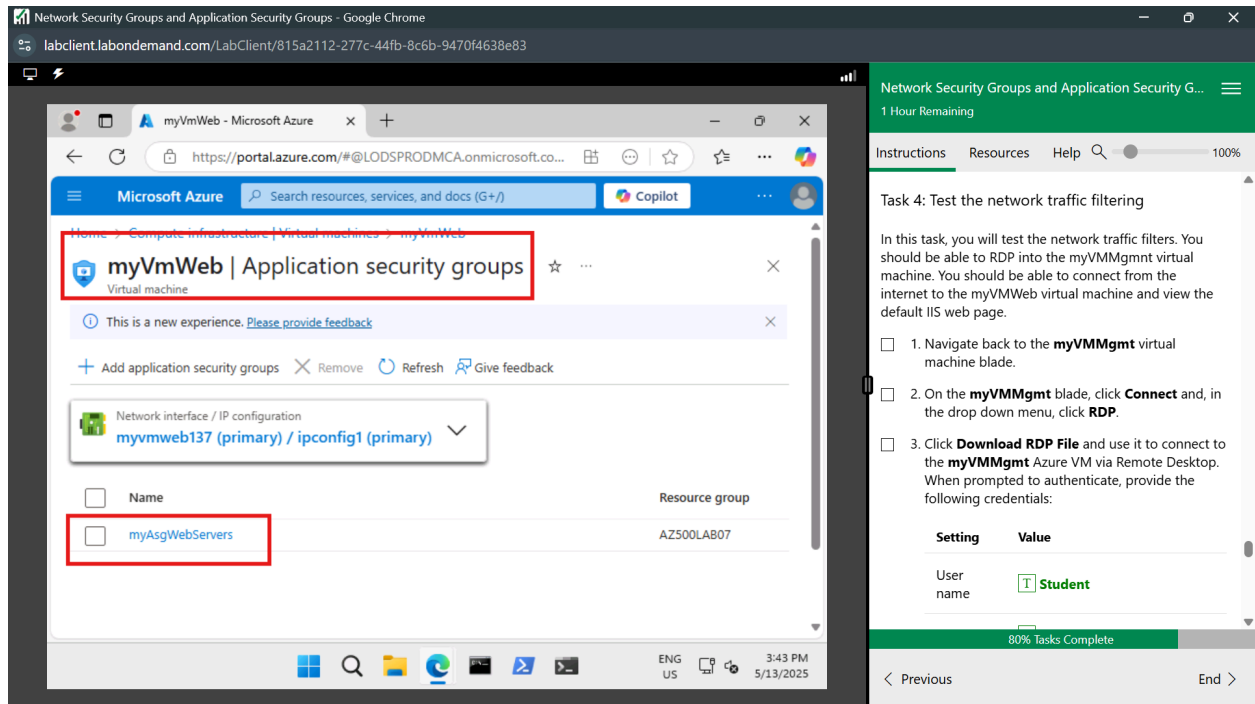 Network Security Groups and Application Security Groups - Google Chrome
labclient.labondemand.com/LabClient/815a2112-277c-44fb-8c6b-9470f4638e83
myVmWeb - Microsoft Azure
https://portal.azure.com/#@LODSPRODMCA.onmicrosoft.co...
Microsoft Azure
Search resources, services, and docs (G+/)
Copilot
Home > Compute infrastructure | Virtual machines > myVmWeb
myVmWeb | Application security groups
Virtual machine
This is a new experience. Please provide feedback
Add application security groups
Remove
Refresh
Give feedback
Network interface / IP configuration
myvmweb137 (primary) / ipconfig1 (primary)
Name
Resource group
myAsgWebServers
AZ500LAB07
ENG
US
3:43 PM
5/13/2025
Network Security Groups and Application Security G...
1 Hour Remaining
Instructions
Resources
Help
100%
Task 4: Test the network traffic filtering
In this task, you will test the network traffic filters. You
should be able to RDP into the myVMMgmnt virtual
machine. You should be able to connect from the
internet to the myVMWeb virtual machine and view the
default IIS web page.
1. Navigate back to the myVMMgmt virtual
machine blade.
2. On the myVMMgmt blade, click Connect and, in
the drop down menu, click RDP.
3. Click Download RDP File and use it to connect to
the myVMMgmt Azure VM via Remote Desktop.
When prompted to authenticate, provide the
following credentials:
Setting Value
User
name
T Student
80% Tasks Complete
< Previous
End >